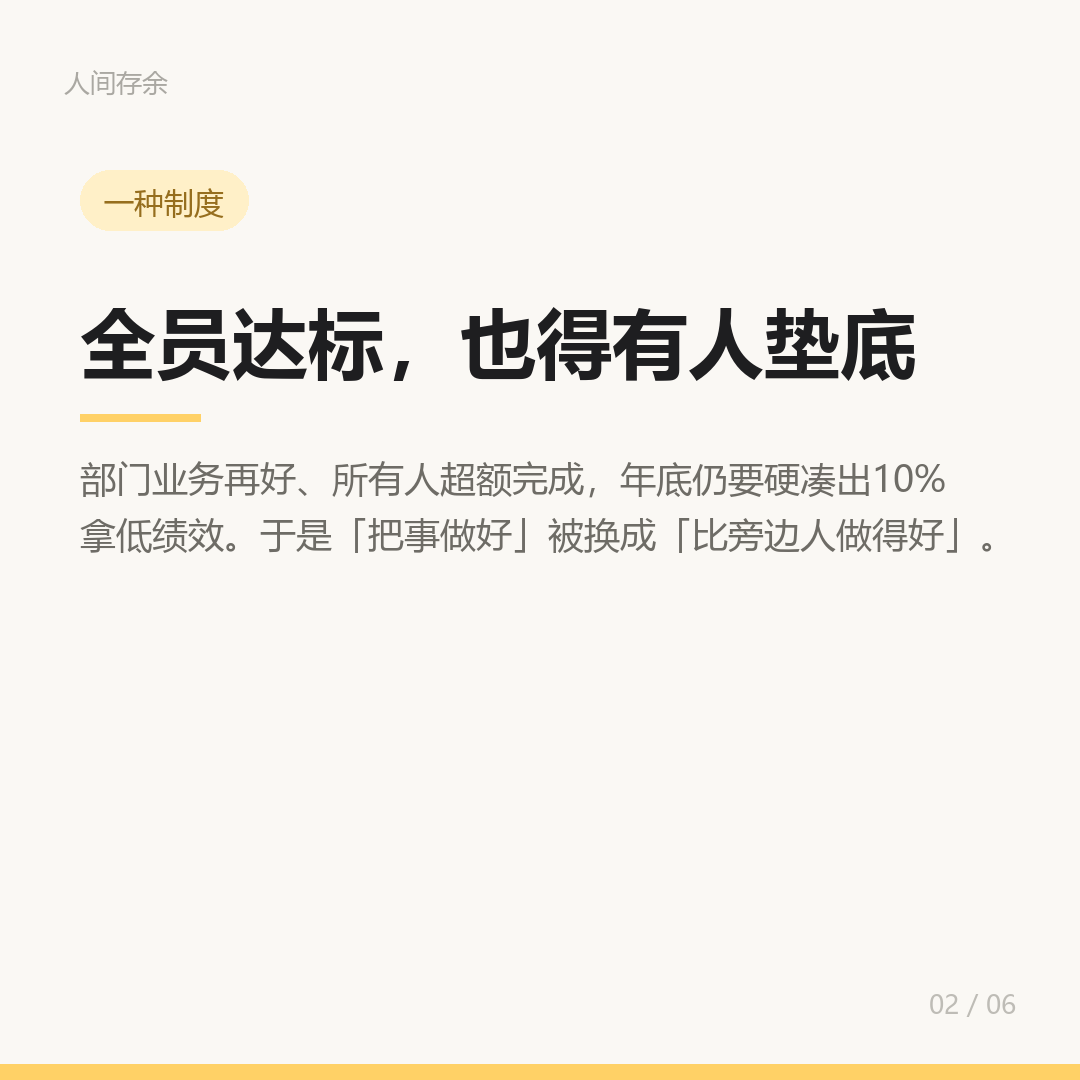 人间存余
一种制度
全员达标，也得有人垫底
部门业务再好、所有人超额完成，年底仍要硬凑出10%
拿低绩效。于是「把事做好」被换成「比旁边人做得好」。
02 / 06